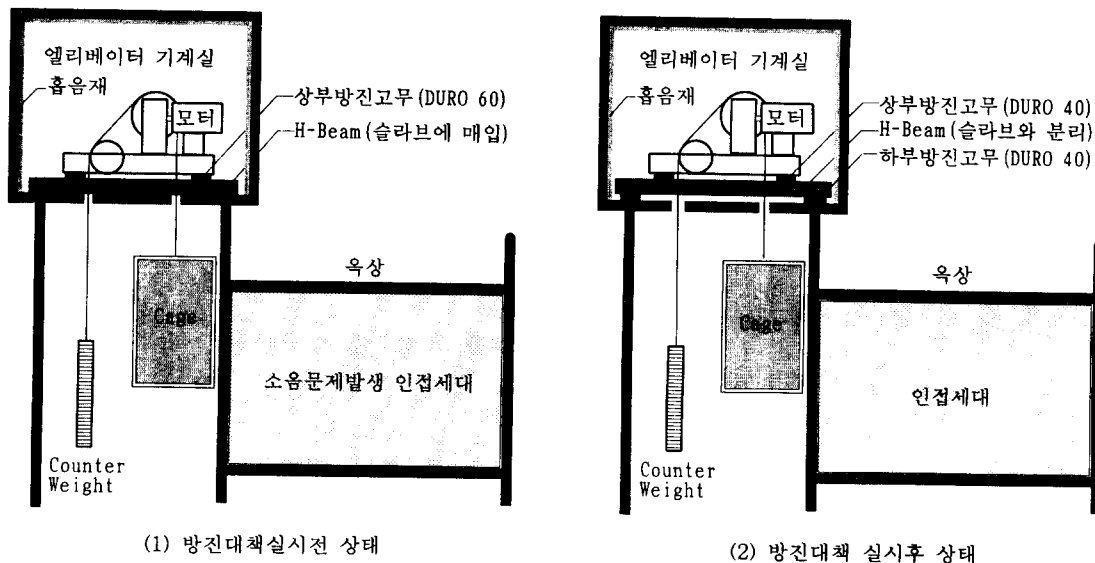 엘리베이터 기계실
흡음재
모터
상부방진고무(DURO 60)
H-Beam(슬라브에 매입)
옥상
Cage
소음문제발생 인접세대
Counter
Weight
(1) 방진대책실시전 상태
엘리베이터 기계실
흡음재
모터
상부방진고무(DURO 40)
H-Beam(슬라브와 분리)
하부방진고무(DURO 40)
옥상
Cage
인접세대
Counter
Weight
(2) 방진대책 실시후 상태